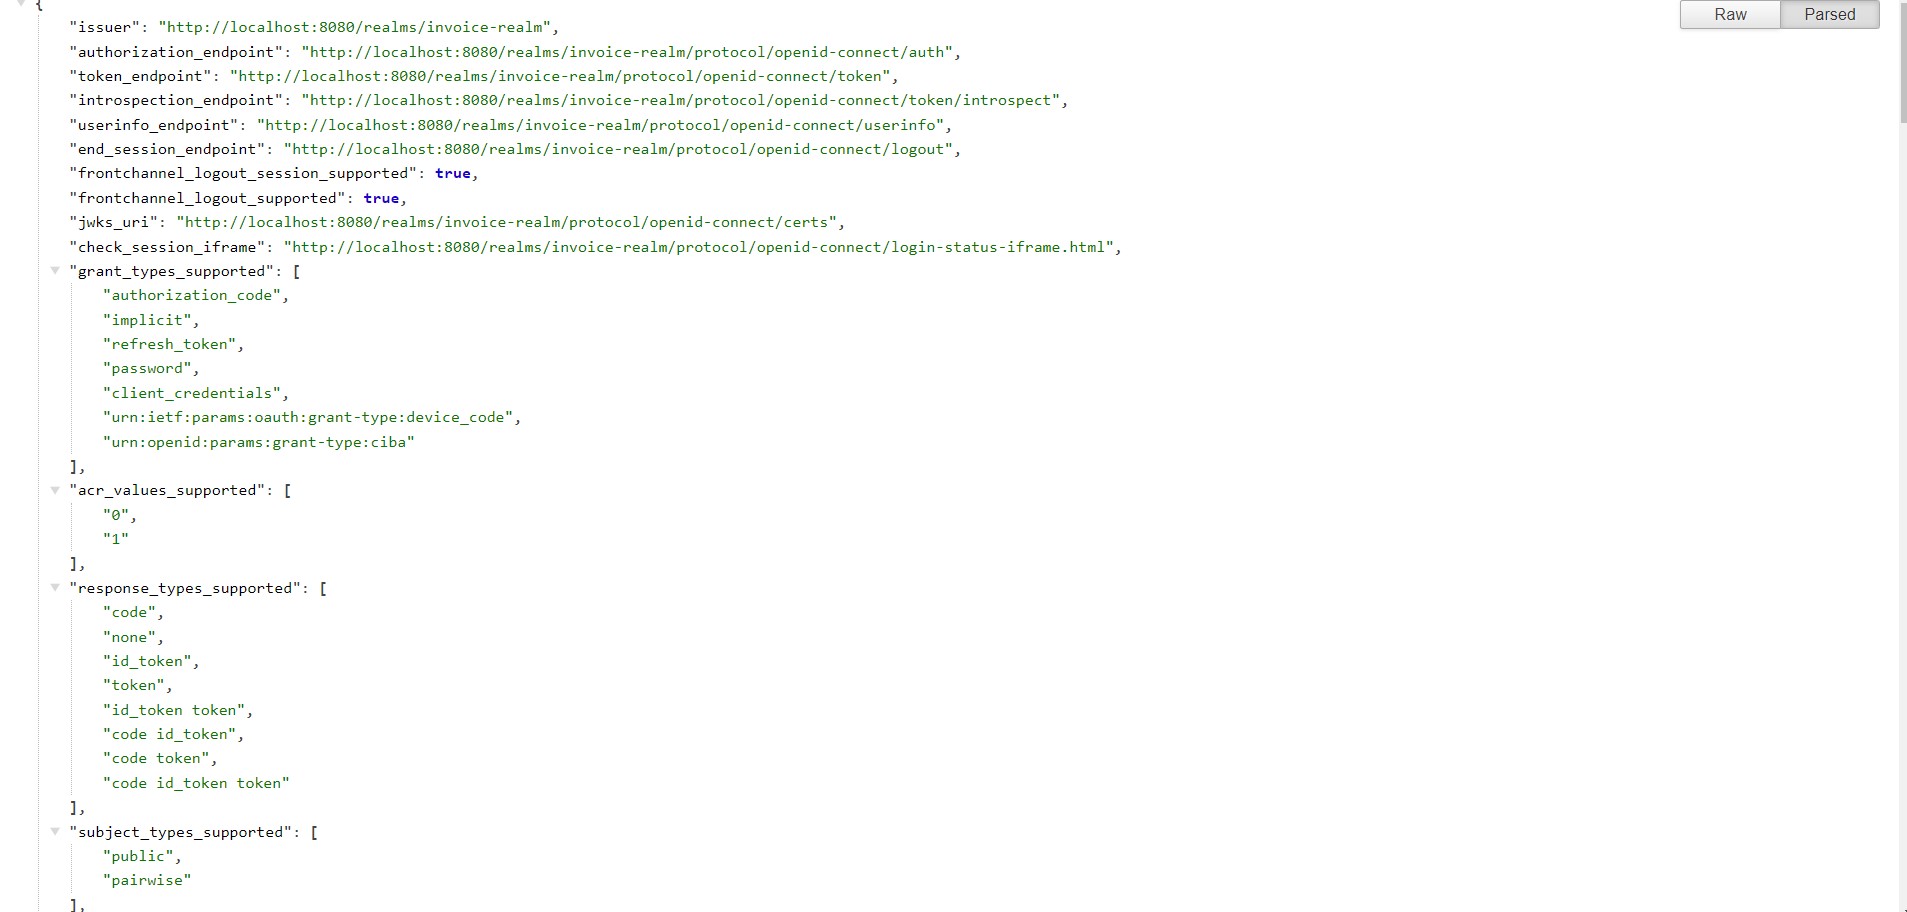 {
Raw Parsed
"issuer": "http://localhost:8080/realms/invoice-realm",
"authorization_endpoint": "http://localhost:8080/realms/invoice-realm/protocol/openid-connect/auth",
"token_endpoint": "http://localhost:8080/realms/invoice-realm/protocol/openid-connect/token",
"introspection_endpoint": "http://localhost:8080/realms/invoice-realm/protocol/openid-connect/token/introspect",
"userinfo_endpoint": "http://localhost:8080/realms/invoice-realm/protocol/openid-connect/userinfo",
"end_session_endpoint": "http://localhost:8080/realms/invoice-realm/protocol/openid-connect/logout",
"frontchannel_logout_session_supported": true,
"frontchannel_logout_supported": true,
"jwks_uri": "http://localhost:8080/realms/invoice-realm/protocol/openid-connect/certs",
"check_session_iframe": "http://localhost:8080/realms/invoice-realm/protocol/openid-connect/login-status-iframe.html",
"grant_types_supported": [
"authorization_code",
"implicit",
"refresh_token",
"password",
"client_credentials",
"urn:ietf:params:oauth:grant-type:device_code",
"urn:openid:params:grant-type:ciba"
],
"acr_values_supported": [
"0",
"1"
],
"response_types_supported": [
"code",
"none",
"id_token",
"token",
"id_token token",
"code id_token",
"code token",
"code id_token token"
],
"subject_types_supported": [
"public",
"pairwise"
],